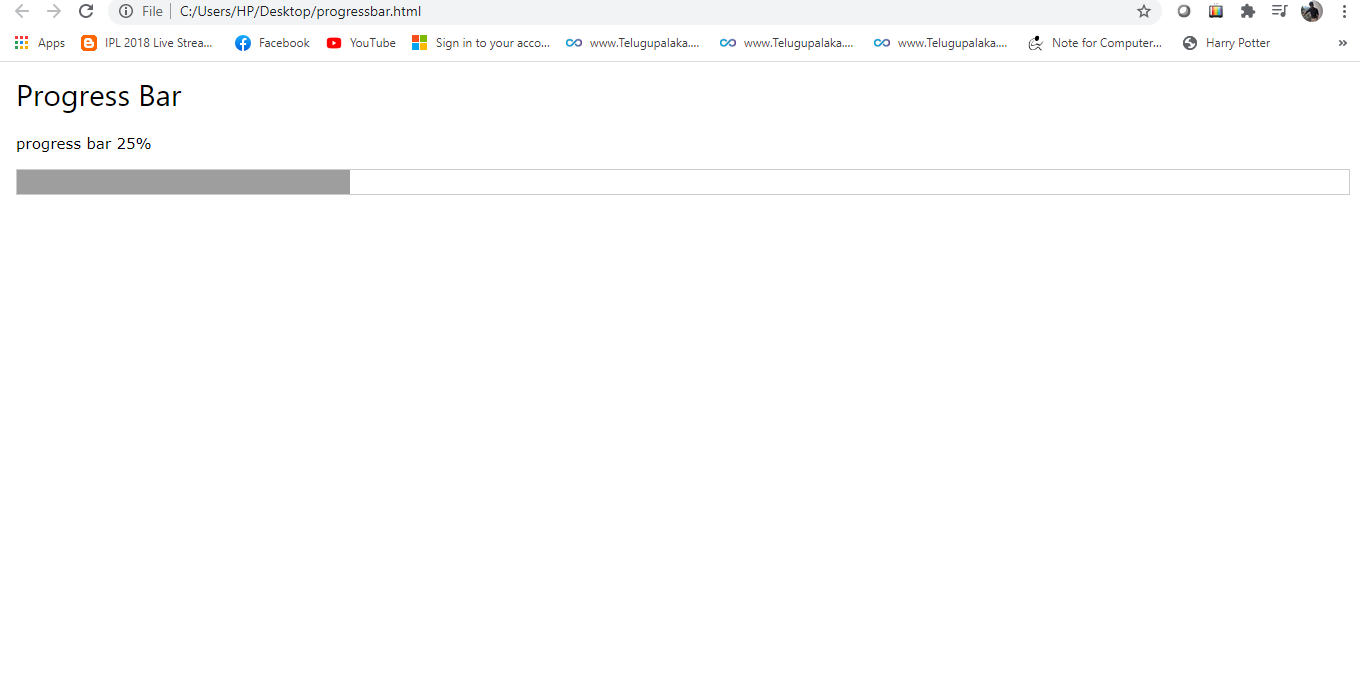 File C:/Users/HP/Desktop/progressbar.html
Apps IPL 2018 Live Strea... Facebook YouTube Sign in to your acco... www.Telugupalaka.... www.Telugupalaka.... www.Telugupalaka.... Note for Computer... Harry Potter »
Progress Bar
progress bar 25%